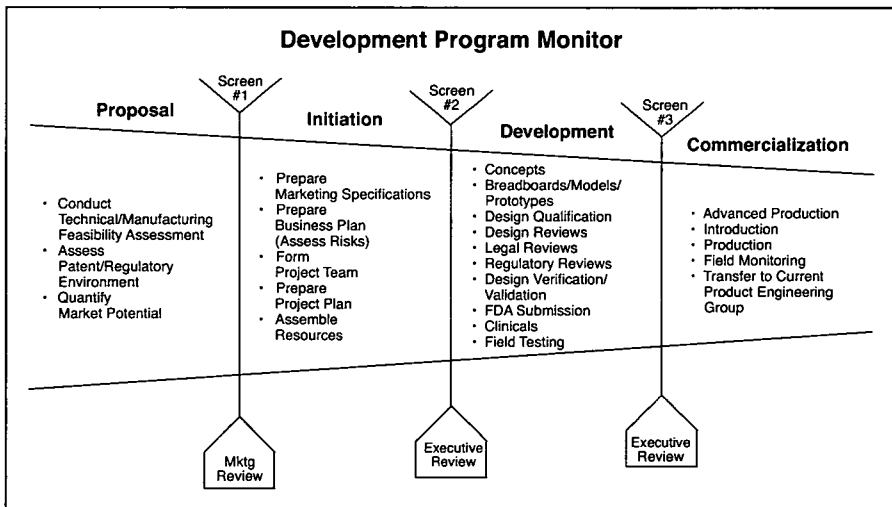 Development Program Monitor
Screen
#1
Screen
#2
Screen
#3
Proposal
Initiation
Development
Commercialization
• Conduct
Technical/Manufacturing
Feasibility Assessment
• Assess
Patent/Regulatory
Environment
• Quantify
Market Potential
• Prepare
Marketing Specifications
• Prepare
Business Plan
(Assess Risks)
• Form
Project Team
• Prepare
Project Plan
• Assemble
Resources
• Concepts
• Breadboards/Models/
Prototypes
• Design Qualification
• Design Reviews
• Legal Reviews
• Regulatory Reviews
• Design Verification/
Validation
• FDA Submission
• Clinicals
• Field Testing
• Advanced Production
• Introduction
• Production
• Field Monitoring
• Transfer to Current
Product Engineering
Group
Mktg
Review
Executive
Review
Executive
Review